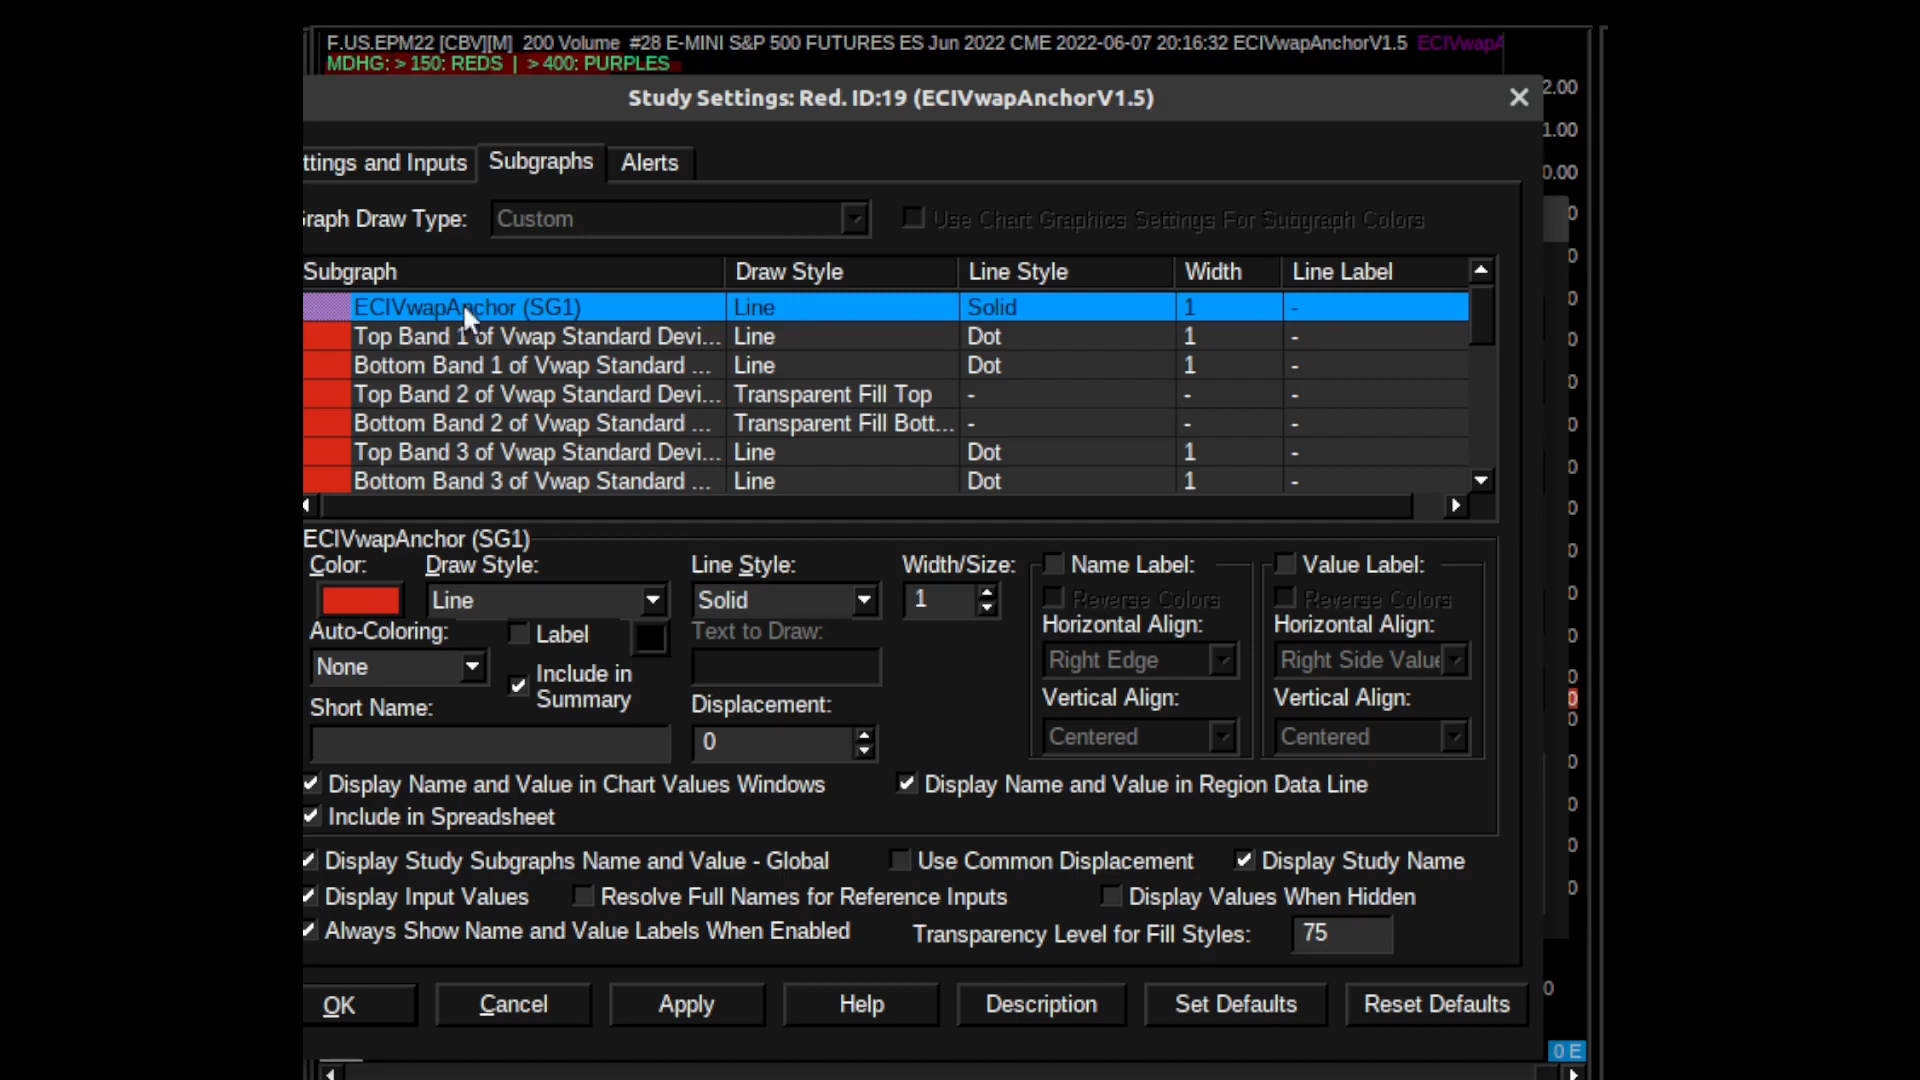 F.US.EPM22 [CBV][M] 200 Volume #28 E-MINI S&P 500 FUTURES ES Jun 2022 CME 2022-06-07 20:16:32 ECIVwapAnchorV1.5 ECIVwapA
MDHG: > 150: REDS | > 400: PURPLES
Study Settings: Red. ID:19 (ECIVwapAnchorV1.5)
2.00
1.00
0.00
ttings and Inputs Subgraphs Alerts
raph Draw Type: Custom Use Chart Graphics Settings For Subgraph Colors
Subgraph Draw Style Line Style Width Line Label
ECIVwapAnchor (SG1) Line Solid 1 -
Top Band 1 of Vwap Standard Devi... Line Dot 1 -
Bottom Band 1 of Vwap Standard ... Line Dot 1 -
Top Band 2 of Vwap Standard Devi... Transparent Fill Top - - -
Bottom Band 2 of Vwap Standard ... Transparent Fill Bott... - - -
Top Band 3 of Vwap Standard Devi... Line Dot 1 -
Bottom Band 3 of Vwap Standard ... Line Dot 1 -
ECIVwapAnchor (SG1)
Color: Draw Style: Line Style: Width/Size: Name Label: Value Label:
Line Solid 1 Reverse Colors Reverse Colors
Auto-Coloring: Label Text to Draw: Horizontal Align: Horizontal Align:
None Include in Summary Right Edge Right Side Value
Short Name: Displacement: Vertical Align: Vertical Align:
0 Centered Centered
Display Name and Value in Chart Values Windows Display Name and Value in Region Data Line
Include in Spreadsheet
Display Study Subgraphs Name and Value - Global Use Common Displacement Display Study Name
Display Input Values Resolve Full Names for Reference Inputs Display Values When Hidden
Always Show Name and Value Labels When Enabled Transparency Level for Fill Styles: 75
OK Cancel Apply Help Description Set Defaults Reset Defaults
0 E